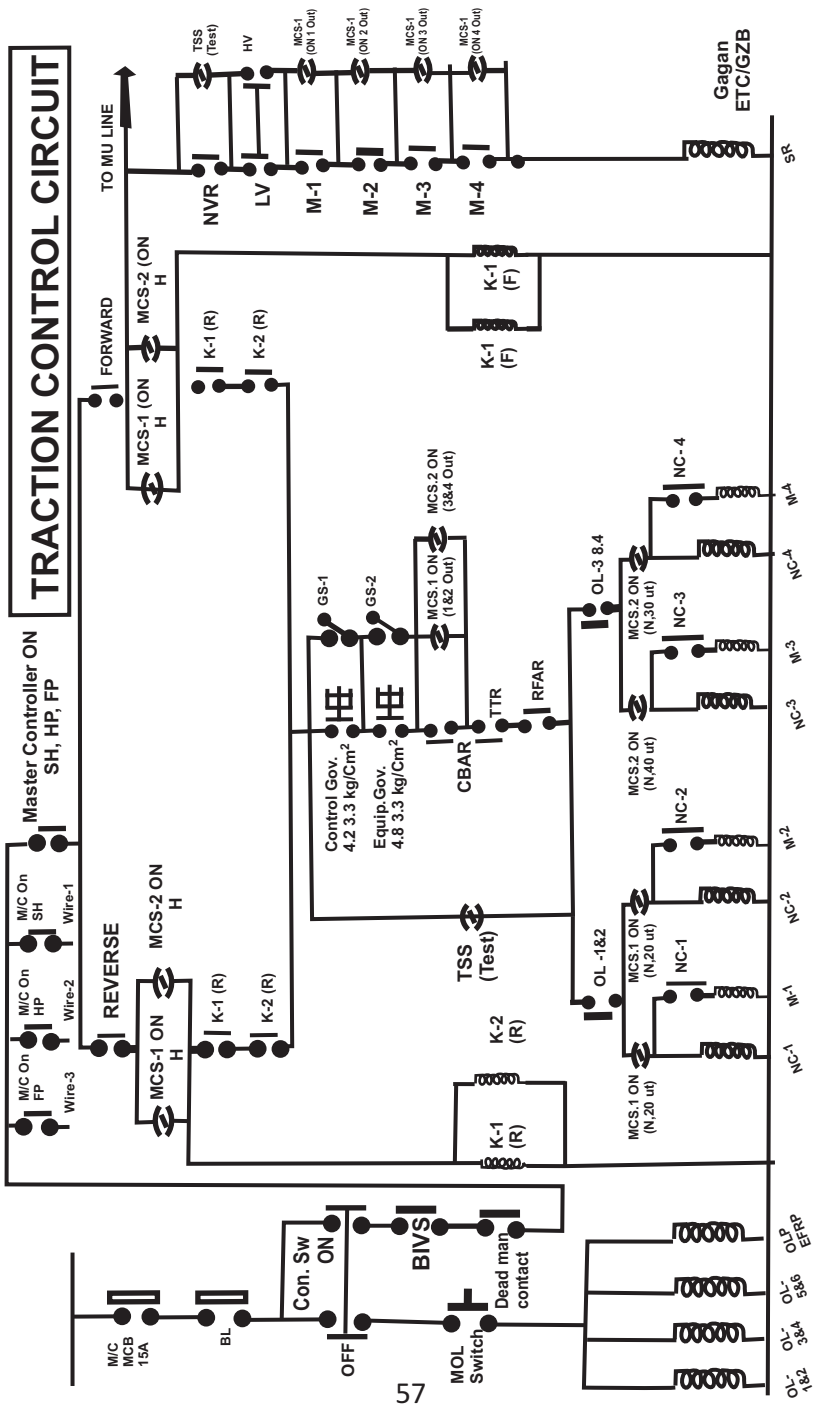 TRACTION CONTROL CIRCUIT
M/C
MCB
15A
BL
Con. Sw
ON
OFF
BIVS
MOL
Switch
Dead man
contact
OL-
1&2
OL-
3&4
OL-
5&6
OLP
EFRP
M/C On
FP
Wire-3
M/C On
HP
Wire-2
M/C On
SH
Wire-1
Master Controller ON
SH, HP, FP
REVERSE
MCS-1 ON
H
MCS-2 ON
H
K-1 (R)
K-2 (R)
K-1
(R)
K-2
(R)
FORWARD
MCS-1 (ON
H
MCS-2 (ON
H
K-1 (R)
K-2 (R)
K-1
(F)
K-1
(F)
TO MU LINE
NVR
LV
M-1
M-2
M-3
M-4
TSS
(Test)
HV
MCS-1
(ON 1 Out)
MCS-1
(ON 2 Out)
MCS-1
(ON 3 Out)
MCS-1
(ON 4 Out)
SR
Gagan
ETC/GZB
Control Gov.
4.2 3.3 kg/Cm²
GS-1
Equip.Gov.
4.8 3.3 kg/Cm²
GS-2
CBAR
MCS.1 ON
(1&2 Out)
MCS.2 ON
(3&4 Out)
TTR
RFAR
TSS
(Test)
OL -1&2
MCS.1 ON
(N,20 ut)
MCS.1 ON
(N,20 ut)
NC-1
NC-2
NC-1
M-1
NC-2
M-2
OL-3 8.4
MCS.2 ON
(N,40 ut)
MCS.2 ON
(N,30 ut)
NC-3
NC- 4
NC-3
M-3
NC-4
M-4
57